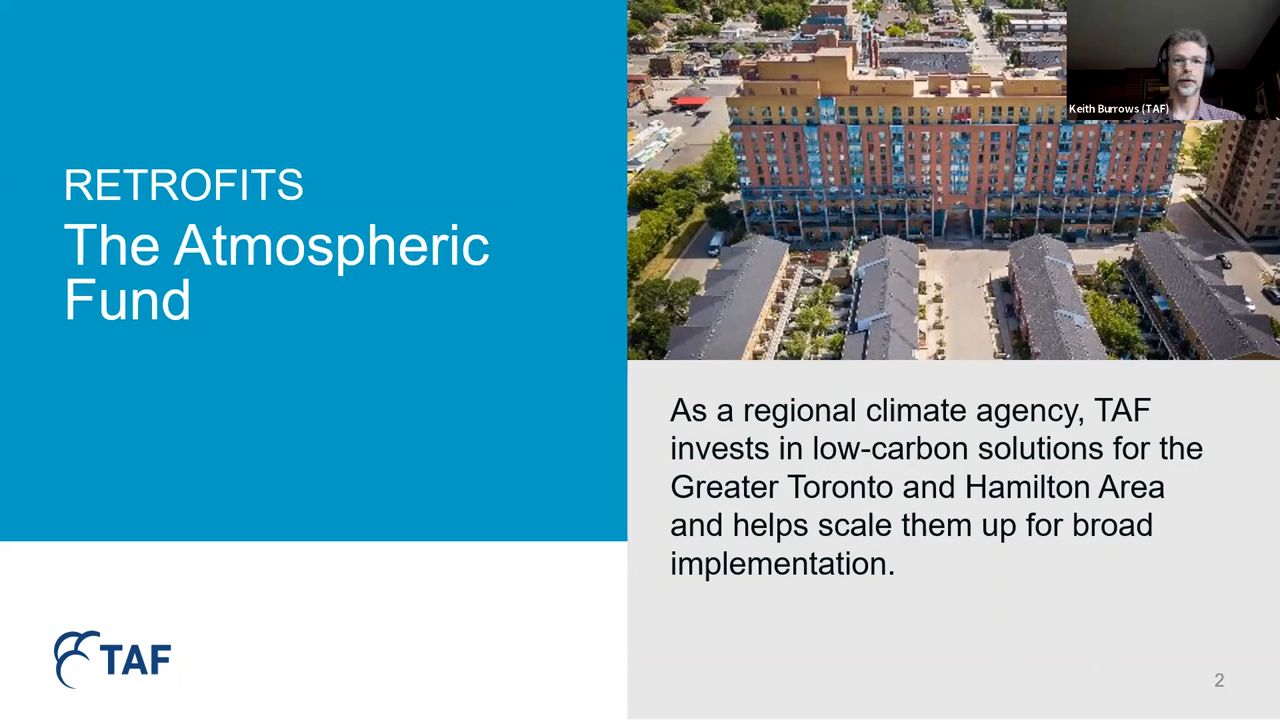 RETROFITS
The Atmospheric
Fund
Keith Burrows (TAF)
As a regional climate agency, TAF
invests in low-carbon solutions for the
Greater Toronto and Hamilton Area
and helps scale them up for broad
implementation.
TAF
2